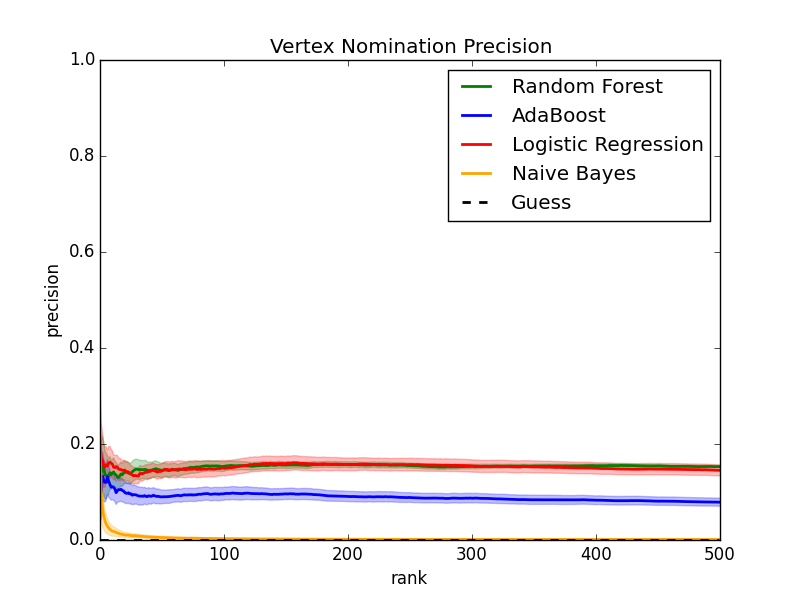 Vertex Nomination Precision
1.0
0.8
0.6
0.4
0.2
0.0
precision
Random Forest
AdaBoost
Logistic Regression
Naive Bayes
Guess
0 100 200 300 400 500
rank